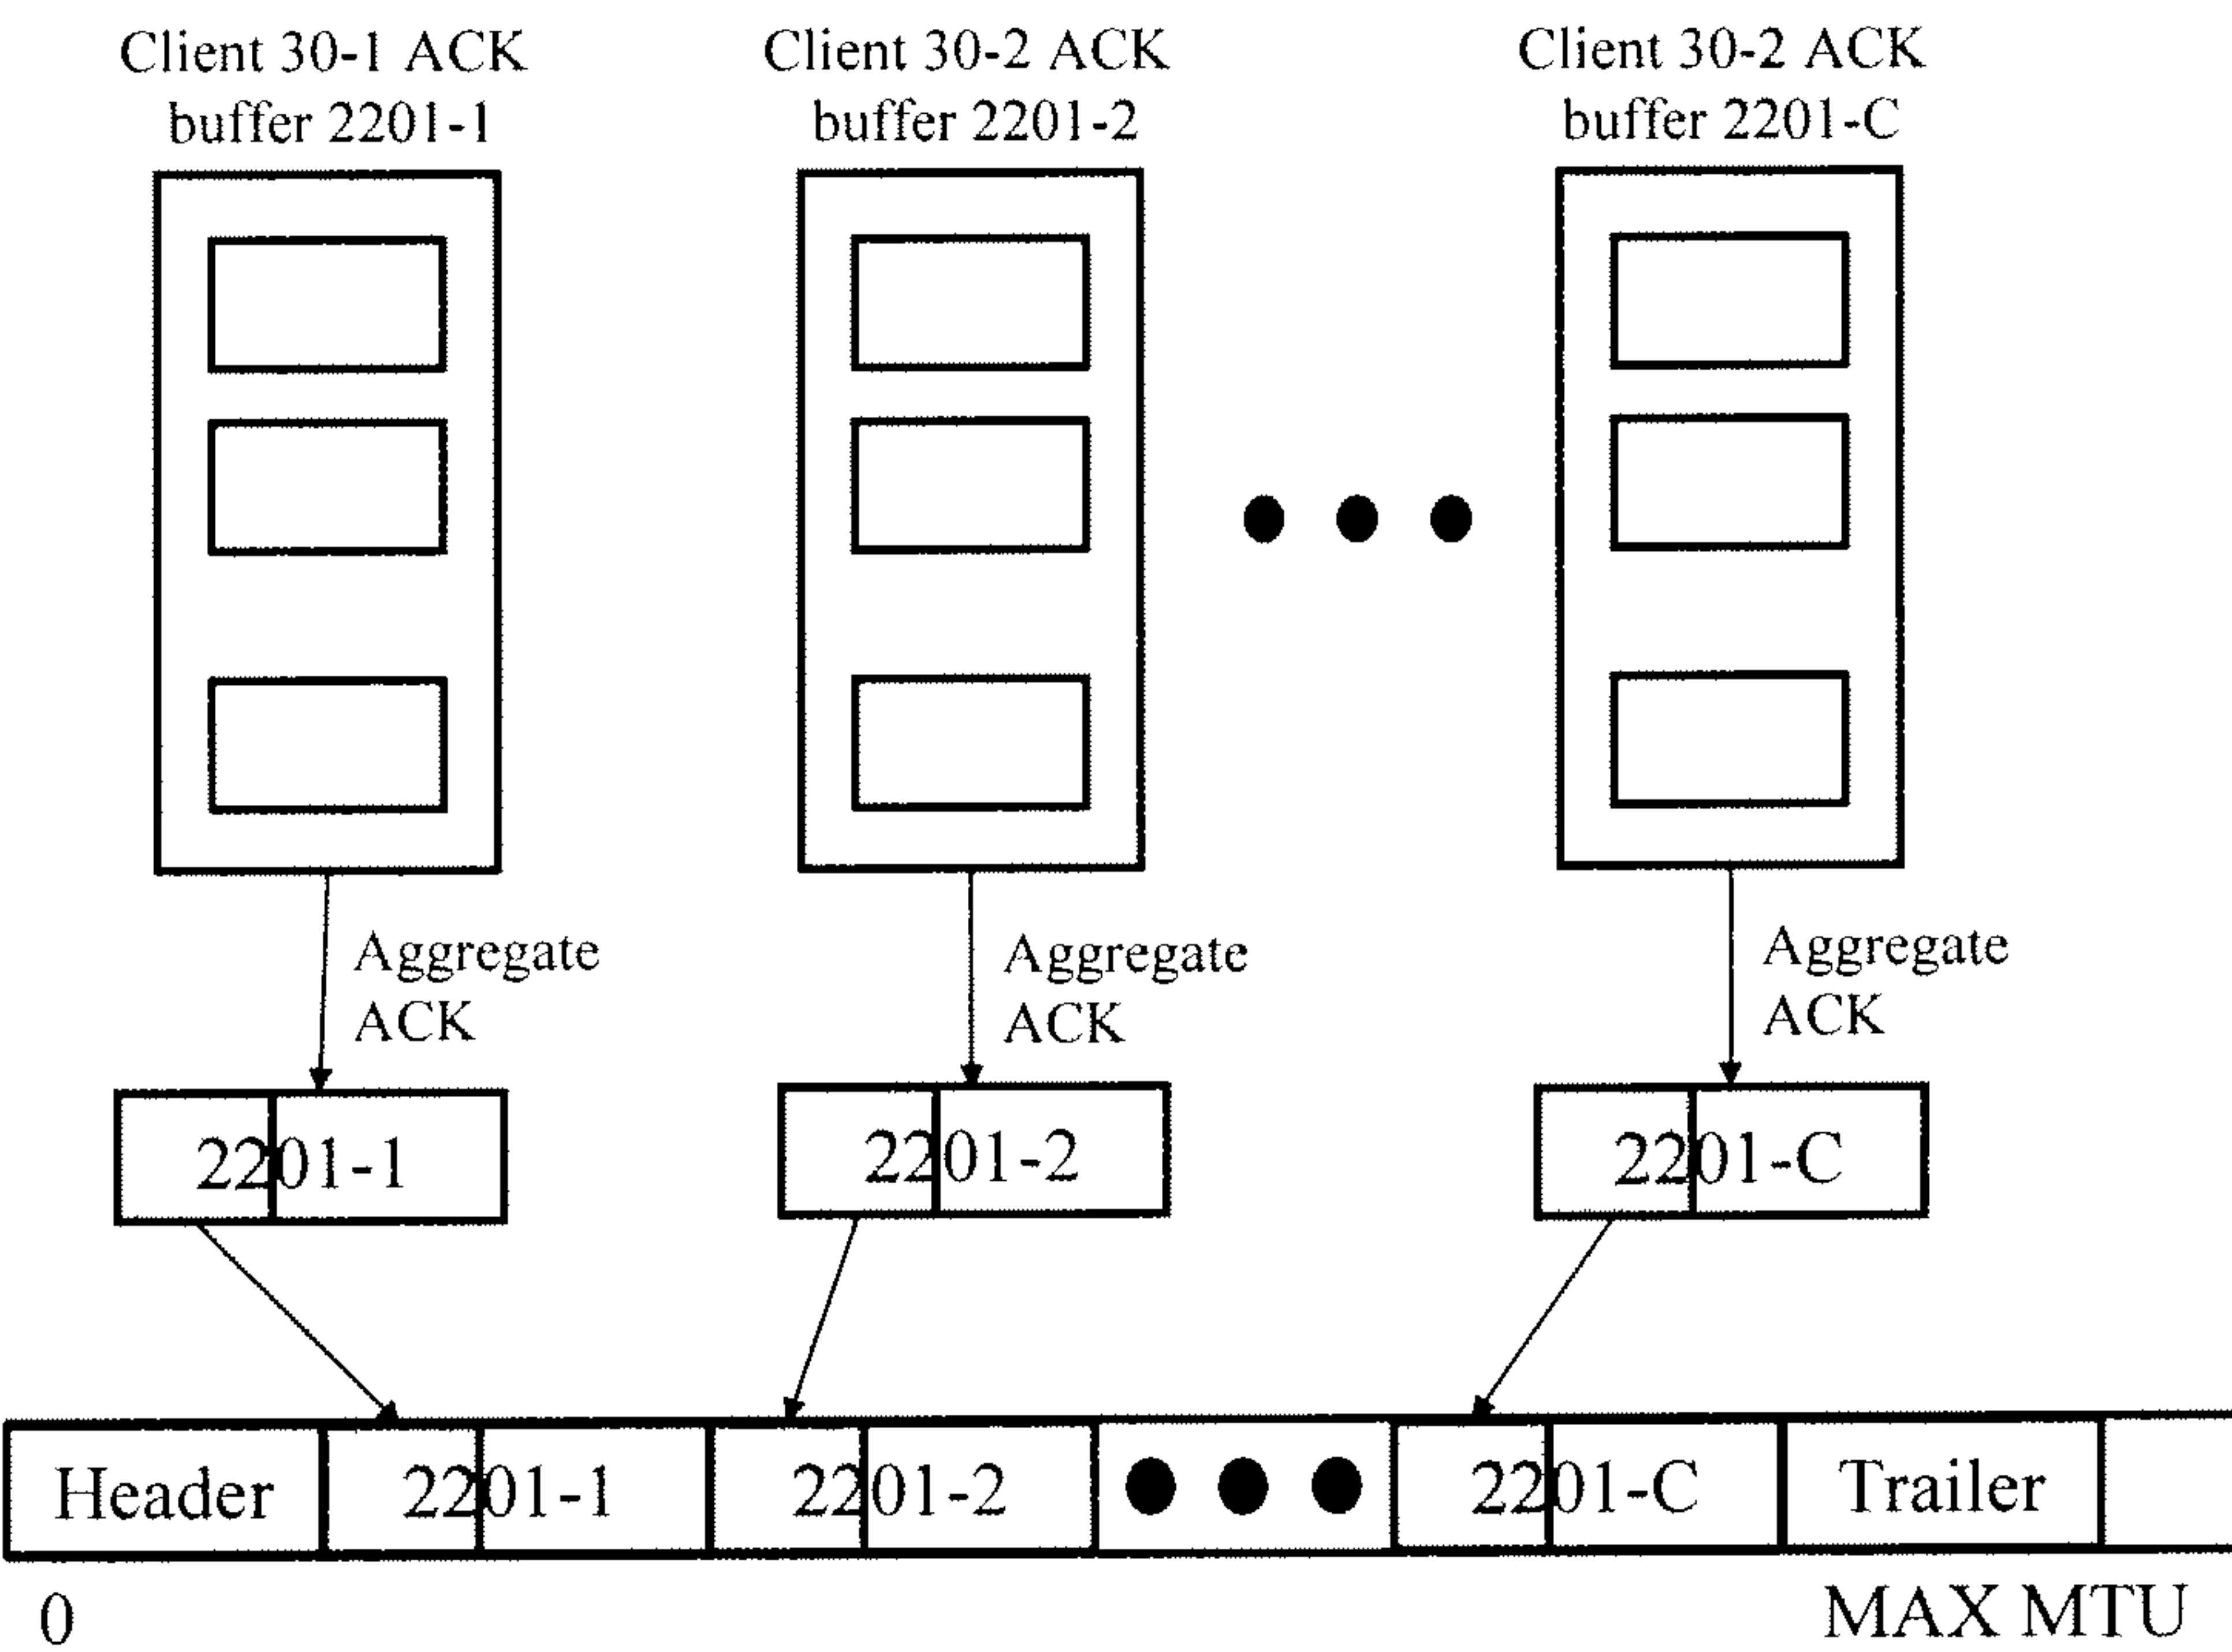 Client 30-1 ACK
buffer 2201-1
Client 30-2 ACK
buffer 2201-2
Client 30-2 ACK
buffer 2201-C
Aggregate
ACK
Aggregate
ACK
Aggregate
ACK
2201-1
2201-2
2201-C
Header
2201-1
2201-2
2201-C
Trailer
0
MAX MTU